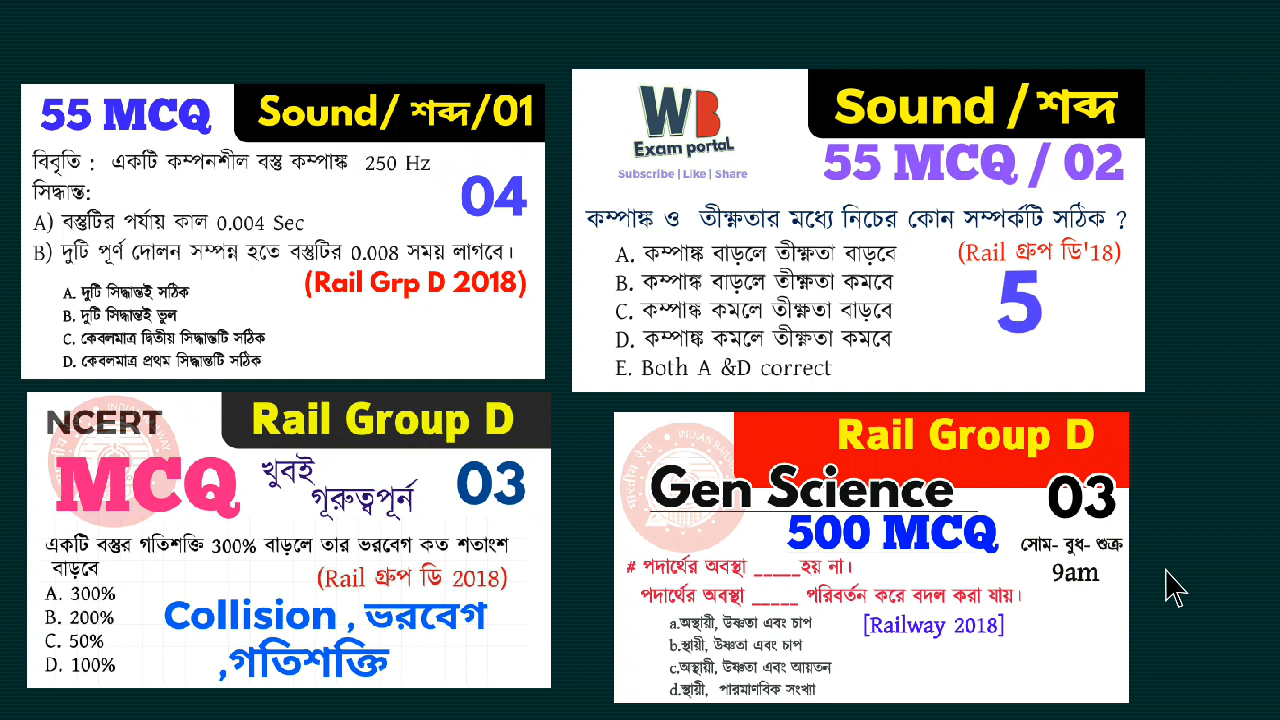 55 MCQ
Sound/ শব্দ/01
বিবৃতি : একটি কম্পনশীল বস্তু কম্পাঙ্ক 250 Hz
সিদ্ধান্ত:
04
A) বস্তুটির পর্যায় কাল 0.004 Sec
B) দুটি পূর্ণ দোলন সম্পন্ন হতে বস্তুটির 0.008 সময় লাগবে।
(Rail Grp D 2018)
A. দুটি সিদ্ধান্তই সঠিক
B. দুটি সিদ্ধান্তই ভুল
C. কেবলমাত্র দ্বিতীয় সিদ্ধান্তটি সঠিক
D. কেবলমাত্র প্রথম সিদ্ধান্তটি সঠিক
WB
Exam portal
Subscribe | Like | Share
Sound / শব্দ
55 MCQ / 02
কম্পাঙ্ক ও তীক্ষ্ণতার মধ্যে নিচের কোন সম্পর্কটি সঠিক ?
A. কম্পাঙ্ক বাড়লে তীক্ষ্ণতা বাড়বে
(Rail গ্রুপ ডি'18)
B. কম্পাঙ্ক বাড়লে তীক্ষ্ণতা কমবে
5
C. কম্পাঙ্ক কমলে তীক্ষ্ণতা বাড়বে
D. কম্পাঙ্ক কমলে তীক্ষ্ণতা কমবে
E. Both A &D correct
NCERT
Rail Group D
MCQ
খুবই
গূরুত্বপূর্ন
03
একটি বস্তুর গতিশক্তি 300% বাড়লে তার ভরবেগ কত শতাংশ
বাড়বে
(Rail গ্রুপ ডি 2018)
A. 300%
B. 200%
C. 50%
D. 100%
Collision , ভরবেগ
,গতিশক্তি
Rail Group D
Gen Science
03
500 MCQ
সোম- বুধ- শুক্র
9am
# পদার্থের অবস্থা _____হয় না।
পদার্থের অবস্থা _____ পরিবর্তন করে বদল করা যায়।
a.অস্থায়ী, উষ্ণতা এবং চাপ
[Railway 2018]
b.স্থায়ী, উষ্ণতা এবং চাপ
c.অস্থায়ী, উষ্ণতা এবং আয়তন
d.স্থায়ী, পারমাণবিক সংখ্যা